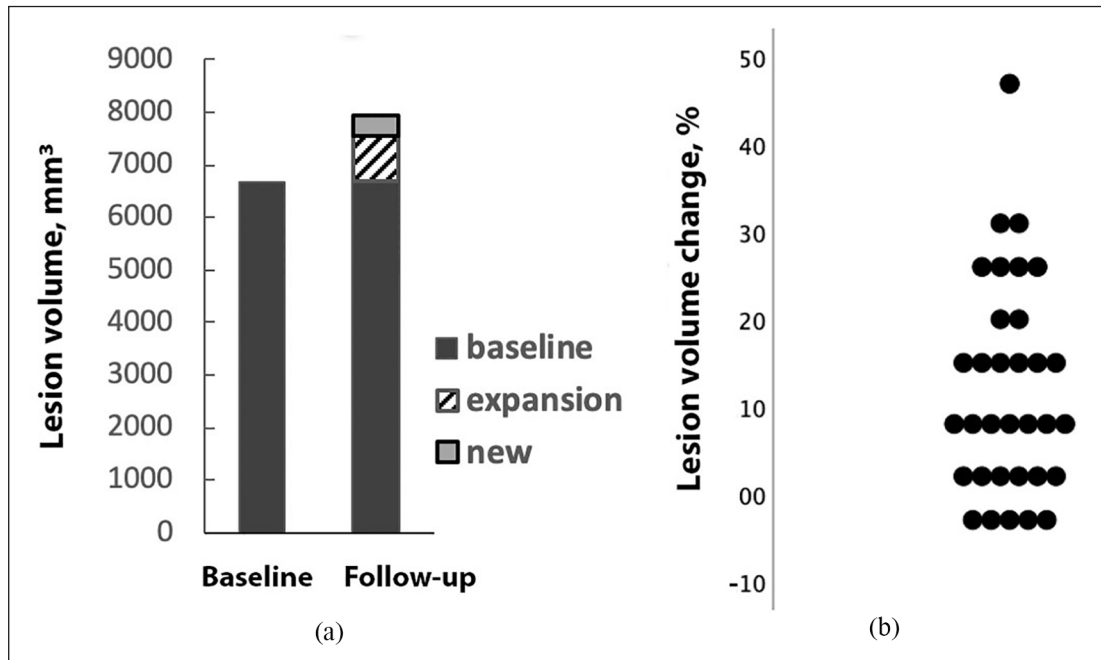 Lesion volume, mm³
9000
8000
7000
6000
5000
4000
3000
2000
1000
0
Baseline
Follow-up
baseline
expansion
new
(a)
Lesion volume change, %
50
40
30
20
10
00
-10
(b)